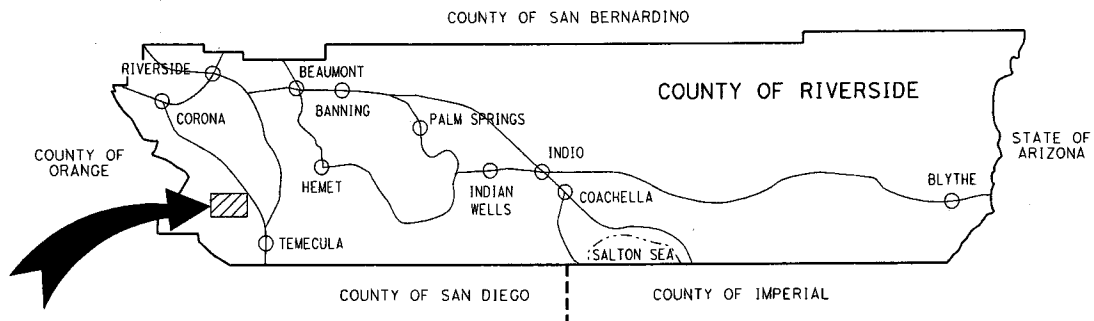 COUNTY OF SAN BERNARDINO
RIVERSIDE
BEAUMONT
BANNING
COUNTY OF RIVERSIDE
CORONA
PALM SPRINGS
STATE OF
ARIZONA
COUNTY OF
ORANGE
INDIO
HEMET
INDIAN
WELLS
COACHELLA
BLYTHE
TEMECULA
SALTON SEA
COUNTY OF SAN DIEGO
COUNTY OF IMPERIAL